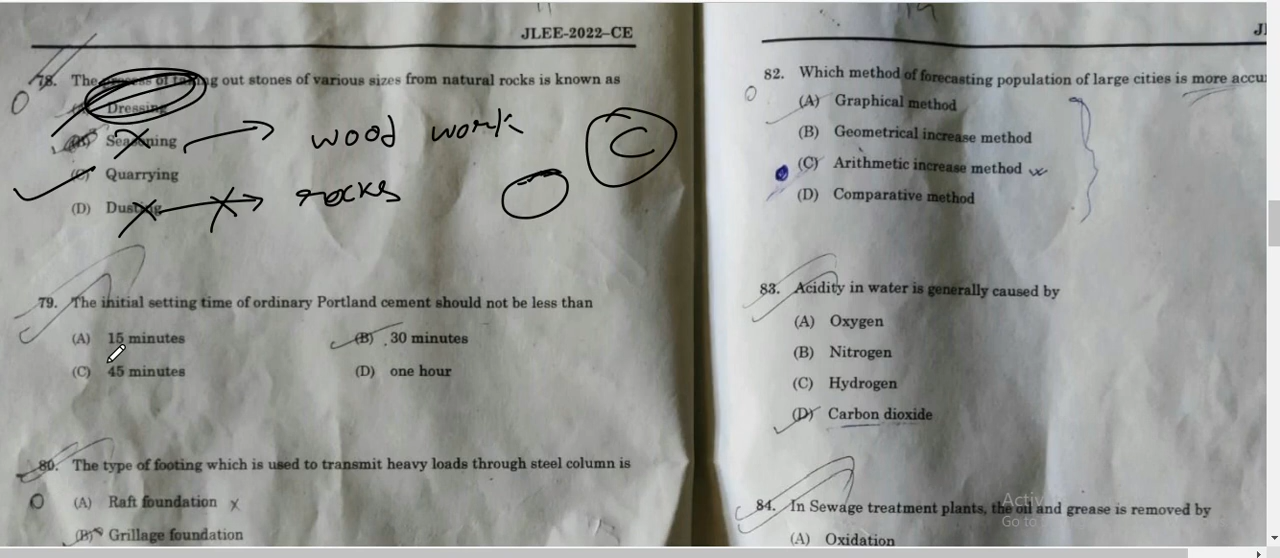 JLEE-2022-CE
78. The process of taking out stones of various sizes from natural rocks is known as
(A) Dressing
(B) Seasoning → wood work
(C) Quarrying
(D) Dusting → rocks
C
79. The initial setting time of ordinary Portland cement should not be less than
(A) 15 minutes (B) 30 minutes
(C) 45 minutes (D) one hour
80. The type of footing which is used to transmit heavy loads through steel column is
(A) Raft foundation x
(B) Grillage foundation
82. Which method of forecasting population of large cities is more
(A) Graphical method
(B) Geometrical increase method
(C) Arithmetic increase method
(D) Comparative method
83. Acidity in water is generally caused by
(A) Oxygen
(B) Nitrogen
(C) Hydrogen
(D) Carbon dioxide
84. In Sewage treatment plants, the oil and grease is removed by
(A) Oxidation